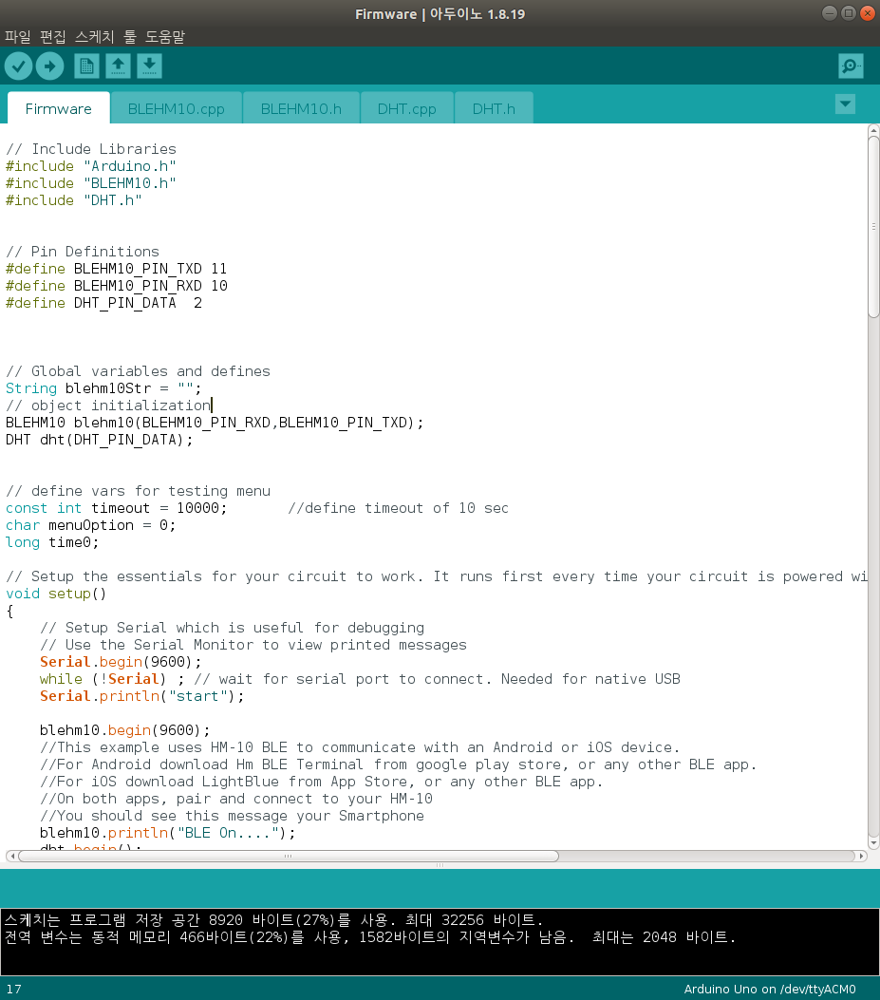 Firmware | 아두이노 1.8.19
파일 편집 스케치 툴 도움말
Firmware BLEHM10.cpp BLEHM10.h DHT.cpp DHT.h
// Include Libraries
#include "Arduino.h"
#include "BLEHM10.h"
#include "DHT.h"
// Pin Definitions
#define BLEHM10_PIN_TXD 11
#define BLEHM10_PIN_RXD 10
#define DHT_PIN_DATA  2
// Global variables and defines
String blehm10Str = "";
// object initialization
BLEHM10 blehm10(BLEHM10_PIN_RXD,BLEHM10_PIN_TXD);
DHT dht(DHT_PIN_DATA);
// define vars for testing menu
const int timeout = 10000;       //define timeout of 10 sec
char menuOption = 0;
long time0;
// Setup the essentials for your circuit to work. It runs first every time your circuit is powered wi
void setup()
{
    // Setup Serial which is useful for debugging
    // Use the Serial Monitor to view printed messages
    Serial.begin(9600);
    while (!Serial) ; // wait for serial port to connect. Needed for native USB
    Serial.println("start");
    blehm10.begin(9600);
    //This example uses HM-10 BLE to communicate with an Android or iOS device.
    //For Android download Hm BLE Terminal from google play store, or any other BLE app.
    //For iOS download LightBlue from App Store, or any other BLE app.
    //On both apps, pair and connect to your HM-10
    //You should see this message your Smartphone
    blehm10.println("BLE On....");
    dht.begin();
스케치는 프로그램 저장 공간 8920 바이트(27%)를 사용. 최대 32256 바이트.
전역 변수는 동적 메모리 466바이트(22%)를 사용, 1582바이트의 지역변수가 남음.  최대는 2048 바이트.
17 Arduino Uno on /dev/ttyACM0